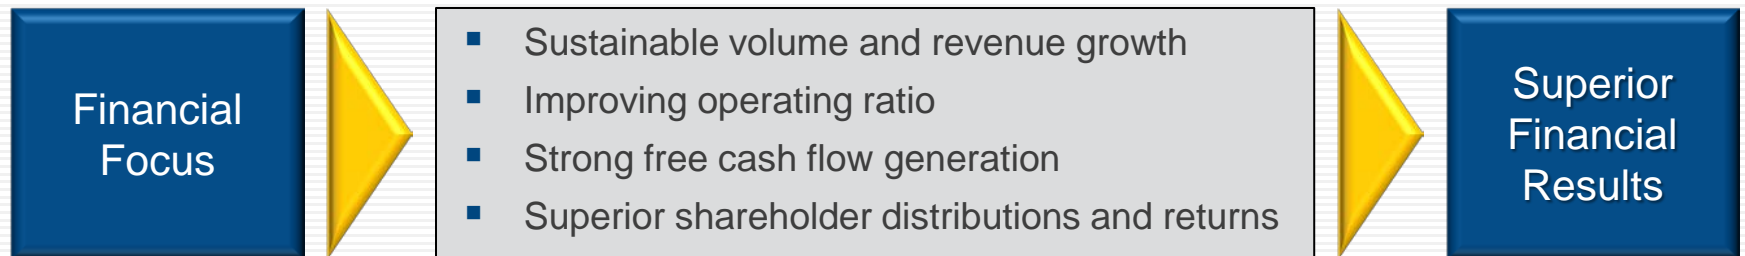 Financial
Focus
▪ Sustainable volume and revenue growth
▪ Improving operating ratio
▪ Strong free cash flow generation
▪ Superior shareholder distributions and returns
Superior
Financial
Results